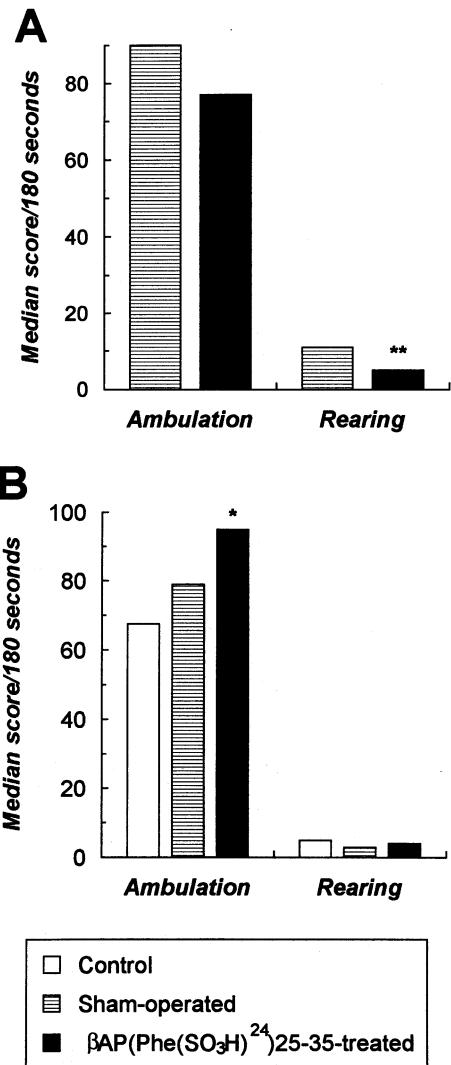 A
Median score/180 seconds
80
60
40
20
0
**
Ambulation Rearing
B
Median score/180 seconds
100
80
60
40
20
0
*
Ambulation Rearing
Control
Sham-operated
βAP(Phe(SO₃H)²⁴)25-35-treated